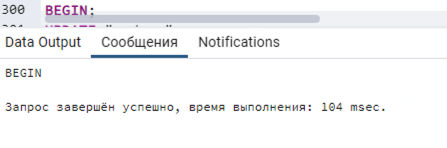 300 BEGIN;
Data Output Сообщения Notifications
BEGIN
Запрос завершён успешно, время выполнения: 104 msec.